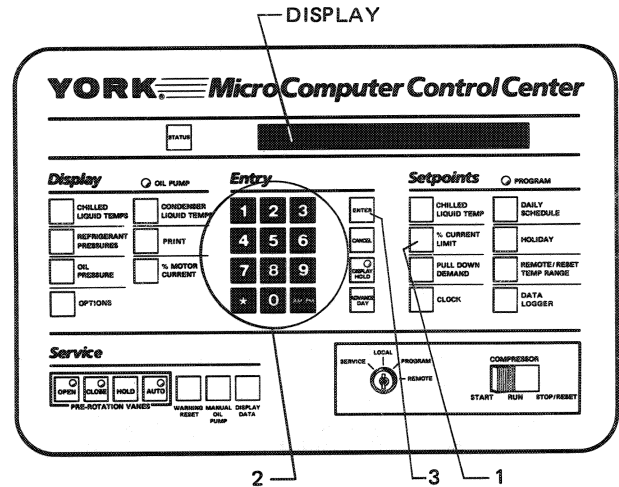 DISPLAY
YORK® MicroComputer Control Center
STATUS
Display
OIL PUMP
CHILLED LIQUID TEMPS
CONDENSER LIQUID TEMPS
REFRIGERANT PRESSURES
PRINT
OIL PRESSURE
% MOTOR CURRENT
OPTIONS
Entry
1 2 3
4 5 6
7 8 9
* 0 AM/PM
ENTER
CANCEL
DISPLAY HOLD
ADVANCE DAY
Setpoints
PROGRAM
CHILLED LIQUID TEMP
DAILY SCHEDULE
% CURRENT LIMIT
HOLIDAY
PULL DOWN DEMAND
REMOTE/RESET TEMP RANGE
CLOCK
DATA LOGGER
Service
OPEN
CLOSE
HOLD
AUTO
PRE-ROTATION VANES
WARNING RESET
MANUAL OIL PUMP
DISPLAY DATA
SERVICE
LOCAL
PROGRAM
REMOTE
COMPRESSOR
START RUN STOP/RESET
2
3
1